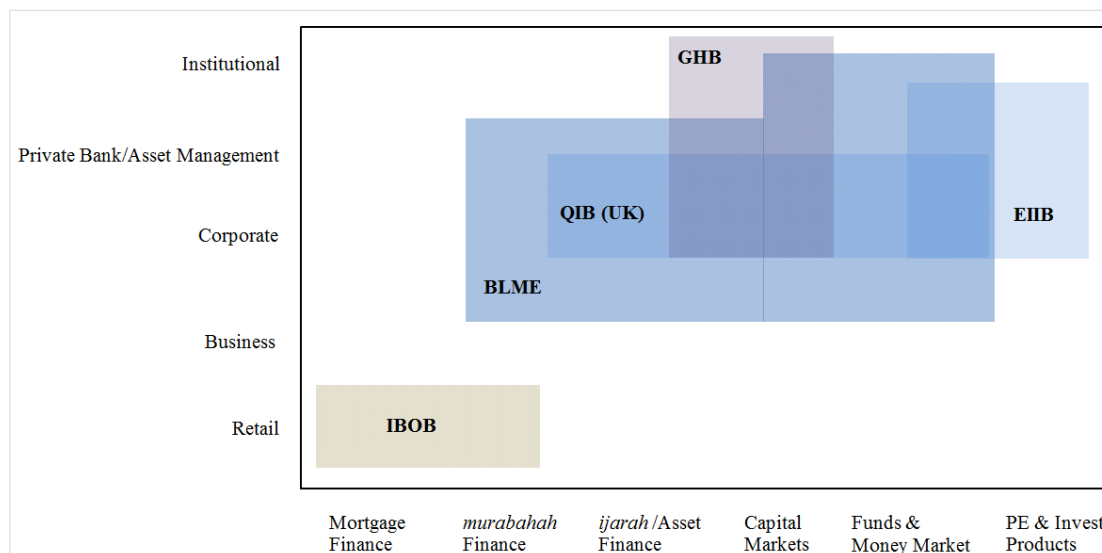 Institutional
GHB
Private Bank/Asset Management
QIB (UK)
EIIB
Corporate
BLME
Business
IBOB
Retail
Mortgage
Finance
murabahah
Finance
ijarah /Asset
Finance
Capital
Markets
Funds &
Money Market
PE & Invest
Products